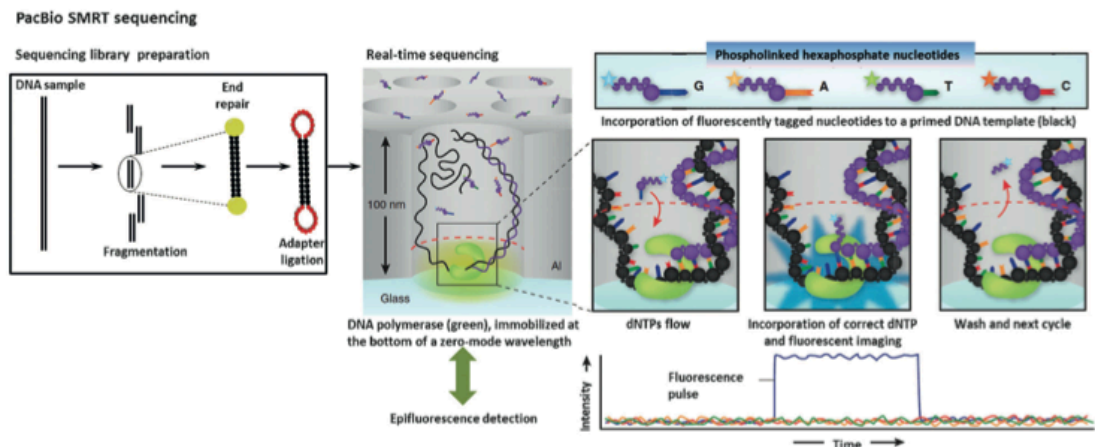 PacBio SMRT sequencing
Sequencing library preparation
DNA sample
End
repair
Fragmentation
Adapter
ligation
Real-time sequencing
100 nm
Al
Glass
DNA polymerase (green), immobilized at
the bottom of a zero-mode wavelength
Epifluorescence detection
Phospholinked hexaphosphate nucleotides
G
A
T
C
Incorporation of fluorescently tagged nucleotides to a primed DNA template (black)
dNTPs flow
Incorporation of correct dNTP
and fluorescent imaging
Wash and next cycle
Fluorescence
pulse
Intensity
Time